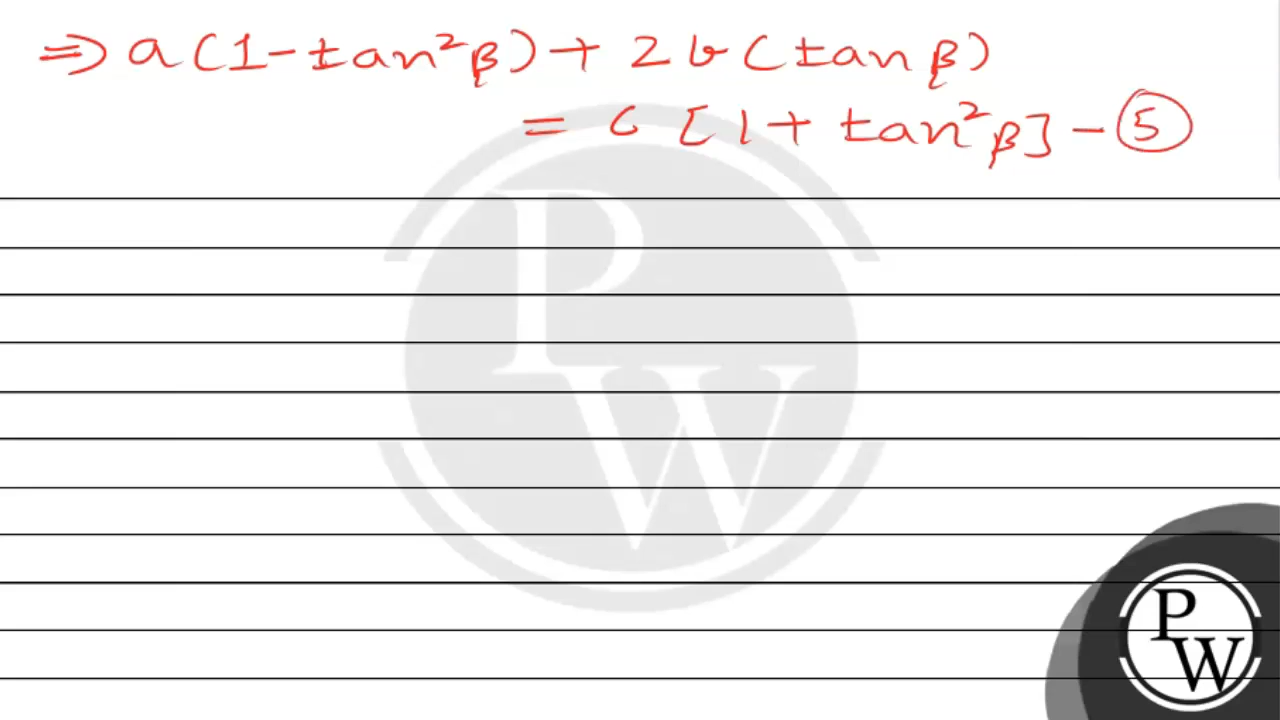 ⇒ a(1-tan²β)+2b(tanβ)
= c[1+tan²β] - ⑤
P
W
P
W